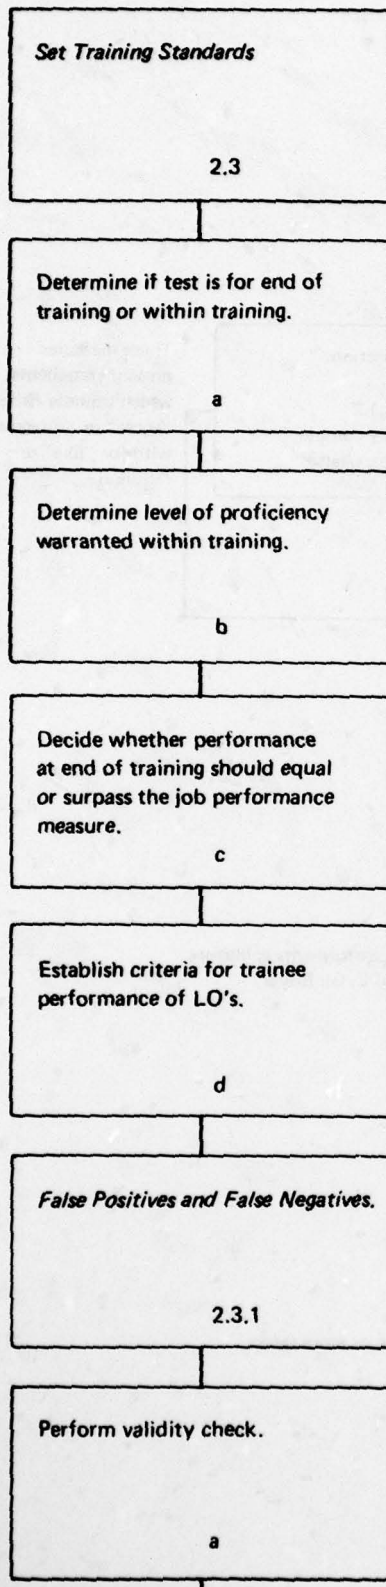 Set Training Standards
2.3
Determine if test is for end of
training or within training.
a
Determine level of proficiency
warranted within training.
b
Decide whether performance
at end of training should equal
or surpass the job performance
measure.
c
Establish criteria for trainee
performance of LO's.
d
False Positives and False Negatives.
2.3.1
Perform validity check.
a